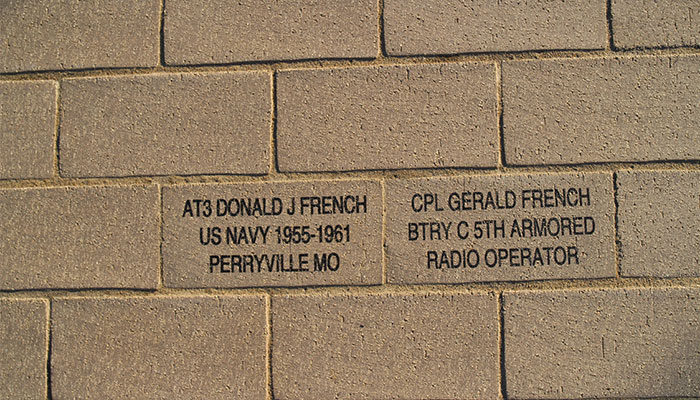 AT3 DONALD J FRENCH
US NAVY 1955-1961
PERRYVILLE MO
CPL GERALD FRENCH
BTRY C 5TH ARMORED
RADIO OPERATOR